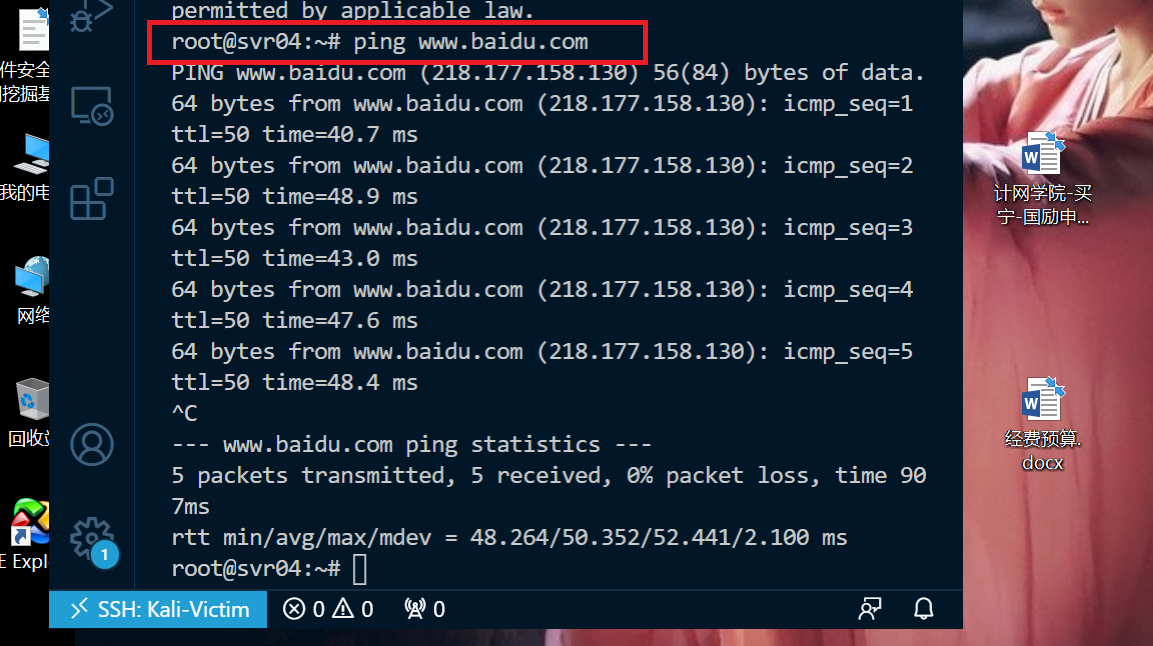 permitted by applicable law.
root@svr04:~# ping www.baidu.com
PING www.baidu.com (218.177.158.130) 56(84) bytes of data.
64 bytes from www.baidu.com (218.177.158.130): icmp_seq=1
ttl=50 time=40.7 ms
64 bytes from www.baidu.com (218.177.158.130): icmp_seq=2
ttl=50 time=48.9 ms
64 bytes from www.baidu.com (218.177.158.130): icmp_seq=3
ttl=50 time=43.0 ms
64 bytes from www.baidu.com (218.177.158.130): icmp_seq=4
ttl=50 time=47.6 ms
64 bytes from www.baidu.com (218.177.158.130): icmp_seq=5
ttl=50 time=48.4 ms
^C
--- www.baidu.com ping statistics ---
5 packets transmitted, 5 received, 0% packet loss, time 90
7ms
rtt min/avg/max/mdev = 48.264/50.352/52.441/2.100 ms
root@svr04:~#
1
SSH: Kali-Victim
0
0
0
件安全
挖掘基
我的电
网络
回收站
Expl
计网学院-买
宁-国励申...
经费预算.
docx